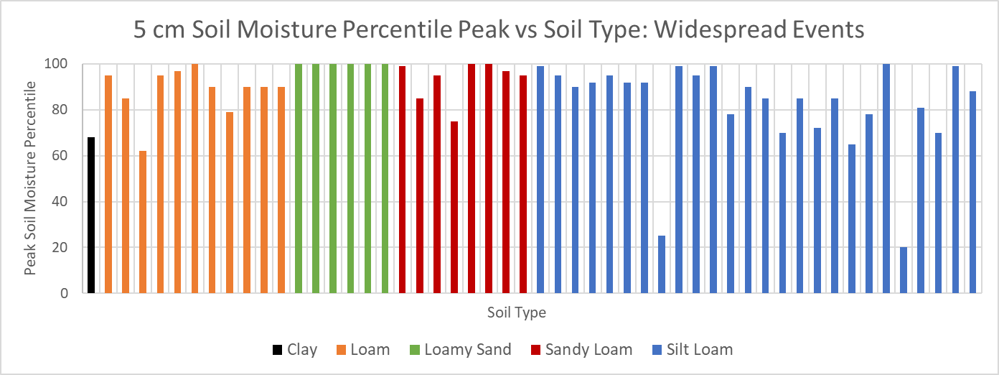 5 cm Soil Moisture Percentile Peak vs Soil Type: Widespread Events
Peak Soil Moisture Percentile
100
80
60
40
20
0
Soil Type
Clay Loam Loamy Sand Sandy Loam Silt Loam